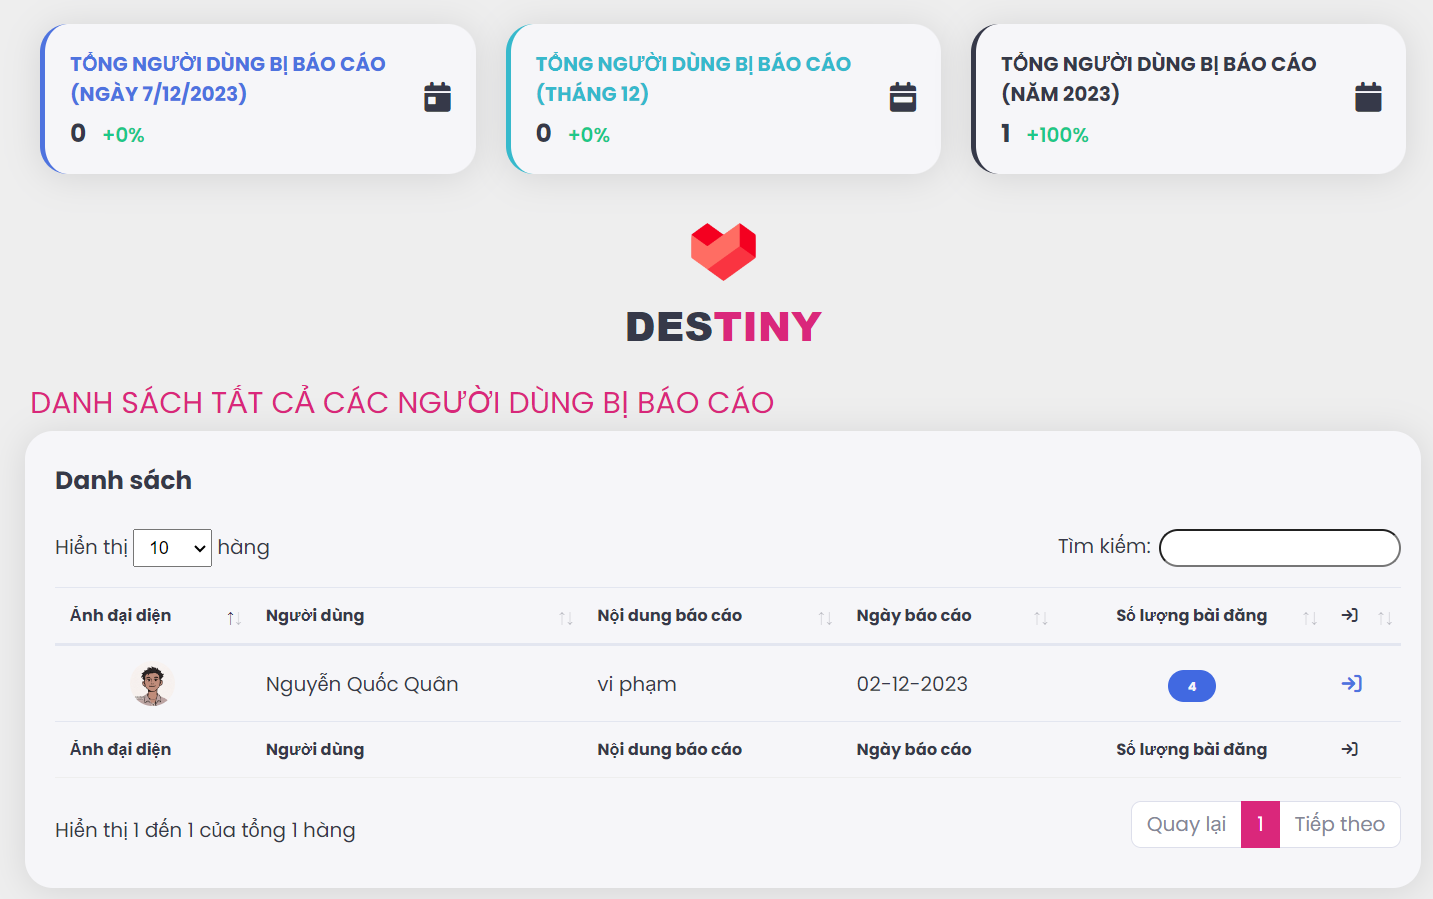 TỔNG NGƯỜI DÙNG BỊ BÁO CÁO
(NGÀY 7/12/2023)
0 +0%
TỔNG NGƯỜI DÙNG BỊ BÁO CÁO
(THÁNG 12)
0 +0%
TỔNG NGƯỜI DÙNG BỊ BÁO CÁO
(NĂM 2023)
1 +100%
DESTINY
DANH SÁCH TẤT CẢ CÁC NGƯỜI DÙNG BỊ BÁO CÁO
Danh sách
Hiển thị 10 hàng Tìm kiếm:
Ảnh đại diện Người dùng Nội dung báo cáo Ngày báo cáo Số lượng bài đăng
Nguyễn Quốc Quân vi phạm 02-12-2023 4
Ảnh đại diện Người dùng Nội dung báo cáo Ngày báo cáo Số lượng bài đăng
Hiển thị 1 đến 1 của tổng 1 hàng Quay lại 1 Tiếp theo